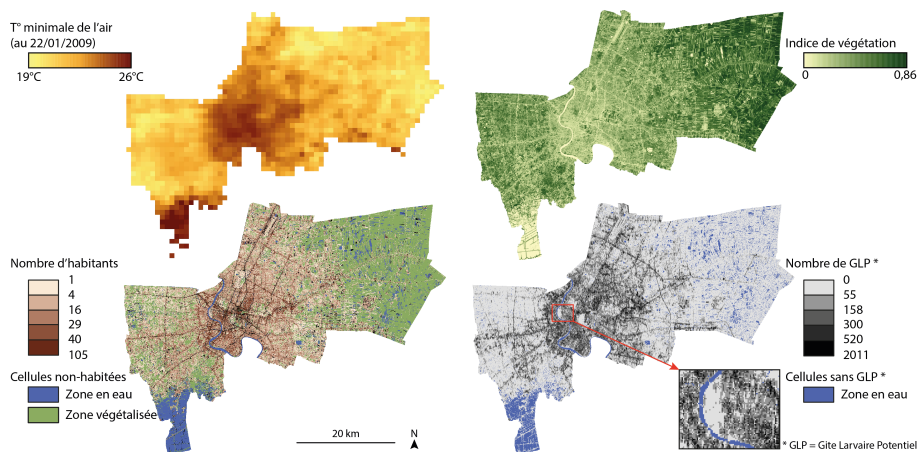 T° minimale de l'air
(au 22/01/2009)
19°C 26°C
Indice de végétation
0 0,86
Nombre d'habitants
1
4
16
29
40
105
Cellules non-habitées
Zone en eau
Zone végétalisée
20 km
N
Nombre de GLP *
0
55
158
300
520
2011
Cellules sans GLP *
Zone en eau
* GLP = Gite Larvaire Potentiel